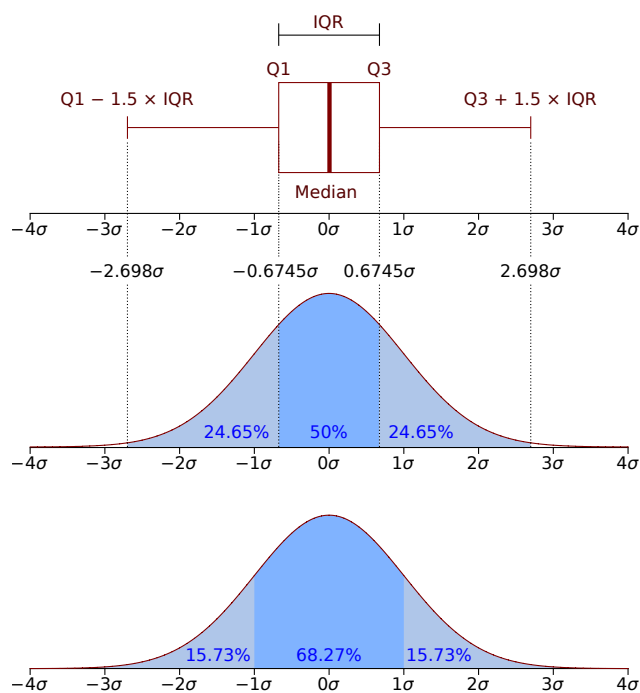 IQR
Q1 Q3
Q1 − 1.5 × IQR Q3 + 1.5 × IQR
Median
−4σ −3σ −2σ −1σ 0σ 1σ 2σ 3σ 4σ
−2.698σ −0.6745σ 0.6745σ 2.698σ
24.65% 50% 24.65%
−4σ −3σ −2σ −1σ 0σ 1σ 2σ 3σ 4σ
15.73% 68.27% 15.73%
−4σ −3σ −2σ −1σ 0σ 1σ 2σ 3σ 4σ